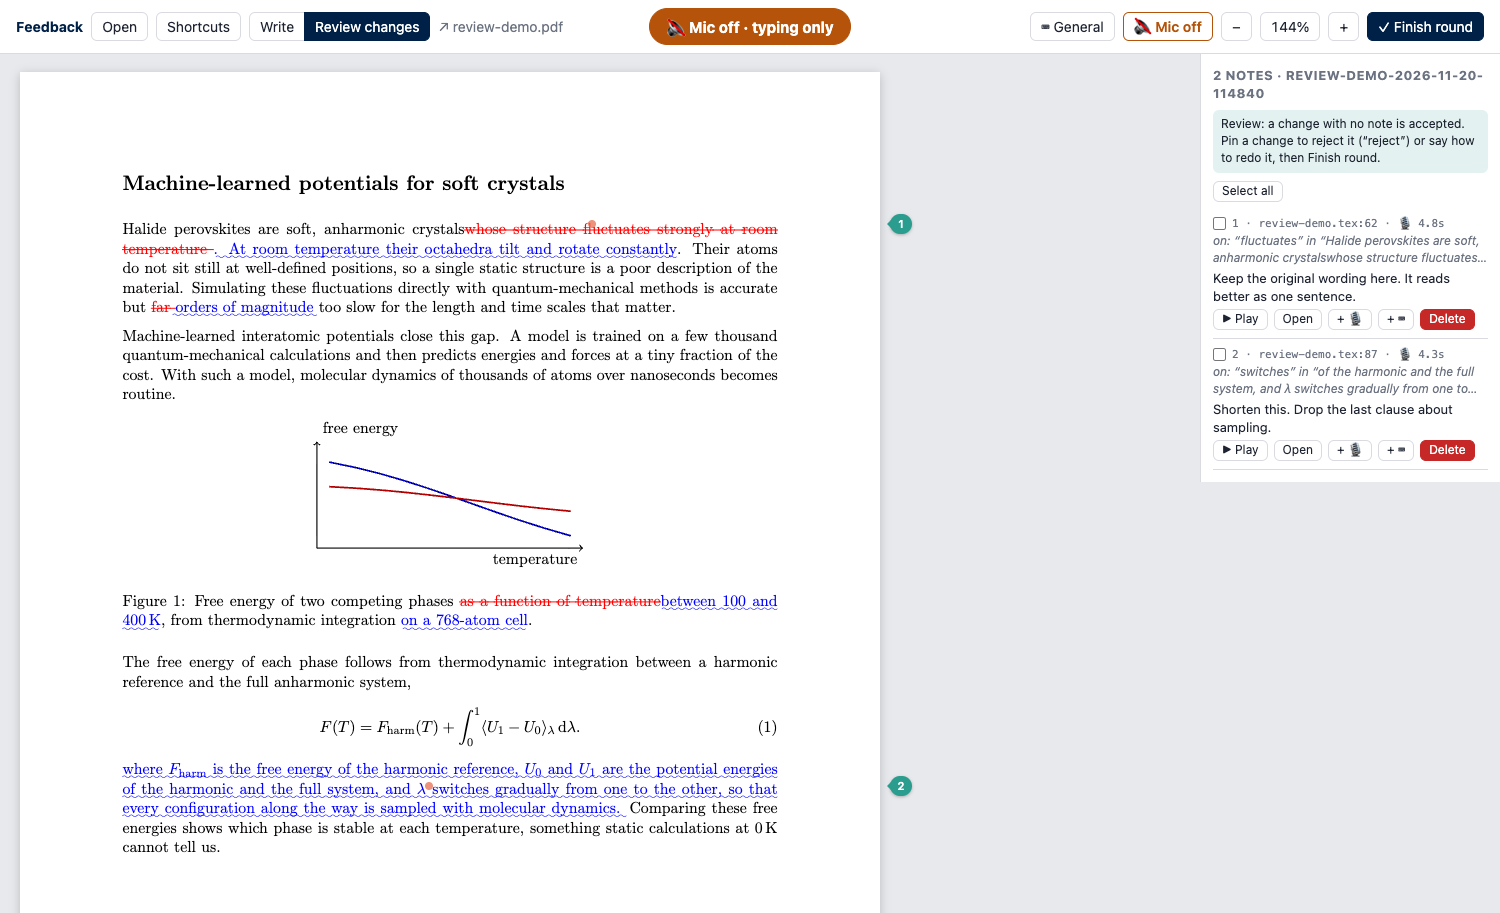 Feedback Open Shortcuts Write Review changes ↗ review-demo.pdf Mic off · typing only General Mic off − 144% + ✓ Finish round
Machine-learned potentials for soft crystals
Halide perovskites are soft, anharmonic crystalswhose structure fluctuates strongly at room
temperature . At room temperature their octahedra tilt and rotate constantly. Their atoms
do not sit still at well-defined positions, so a single static structure is a poor description of the
material. Simulating these fluctuations directly with quantum-mechanical methods is accurate
but far orders of magnitude too slow for the length and time scales that matter.
Machine-learned interatomic potentials close this gap. A model is trained on a few thousand
quantum-mechanical calculations and then predicts energies and forces at a tiny fraction of the
cost. With such a model, molecular dynamics of thousands of atoms over nanoseconds becomes
routine.
free energy
temperature
Figure 1: Free energy of two competing phases as a function of temperaturebetween 100 and
400 K, from thermodynamic integration on a 768-atom cell.
The free energy of each phase follows from thermodynamic integration between a harmonic
reference and the full anharmonic system,
F(T) = F_harm(T) + ∫₀¹ ⟨U₁ − U₀⟩_λ dλ. (1)
where F_harm is the free energy of the harmonic reference, U₀ and U₁ are the potential energies
of the harmonic and the full system, and λ switches gradually from one to the other, so that
every configuration along the way is sampled with molecular dynamics. Comparing these free
energies shows which phase is stable at each temperature, something static calculations at 0 K
cannot tell us.
1
2
2 NOTES · REVIEW-DEMO-2026-11-20-
114840
Review: a change with no note is accepted.
Pin a change to reject it (“reject”) or say how
to redo it, then Finish round.
Select all
1 · review-demo.tex:62 · 4.8s
on: “fluctuates” in “Halide perovskites are soft,
anharmonic crystalswhose structure fluctuates…
Keep the original wording here. It reads
better as one sentence.
▶ Play Open + + Delete
2 · review-demo.tex:87 · 4.3s
on: “switches” in “of the harmonic and the full
system, and λ switches gradually from one to…
Shorten this. Drop the last clause about
sampling.
▶ Play Open + + Delete